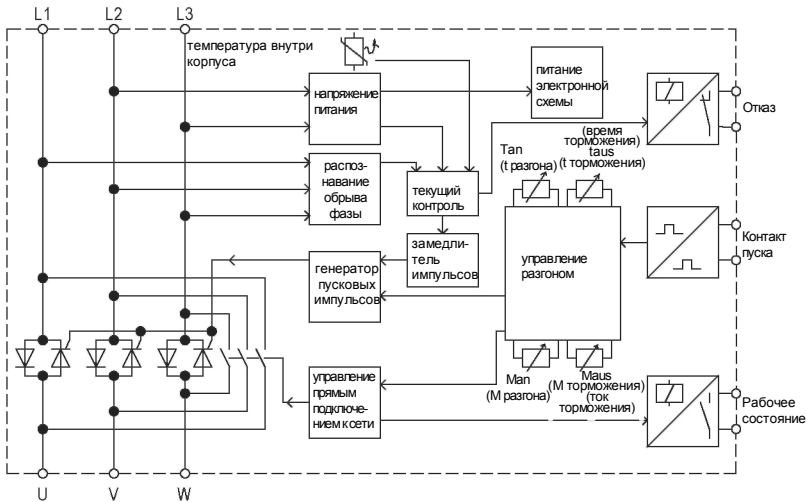 L1
L2
L3
температура внутри
корпуса
напряжение
питания
питание
электронной
схемы
Отказ
(время
торможения)
Tan
taus
(t разгона)
(t торможения)
распоз-
навание
обрыва
фазы
текущий
контроль
замедли-
тель
импульсов
генератор
пусковых
импульсов
управление
разгоном
Контакт
пуска
управление
прямым
подключе-
нием к сети
Man
(М разгона)
Maus
(М торможения)
(ток
торможения)
Рабочее
состояние
U
V
W